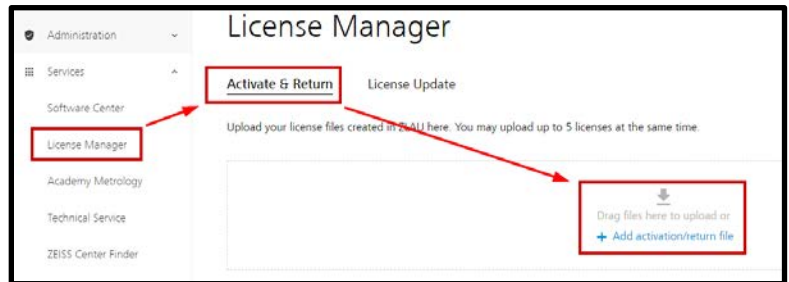 License Manager
Administration
Services
Software Center
License Manager
Academy Metrology
Technical Service
ZEISS Center Finder
Activate & Return License Update
Upload your license files created in ZLAU here. You may upload up to 5 licenses at the same time.
Drag files here to upload or
+ Add activation/return file